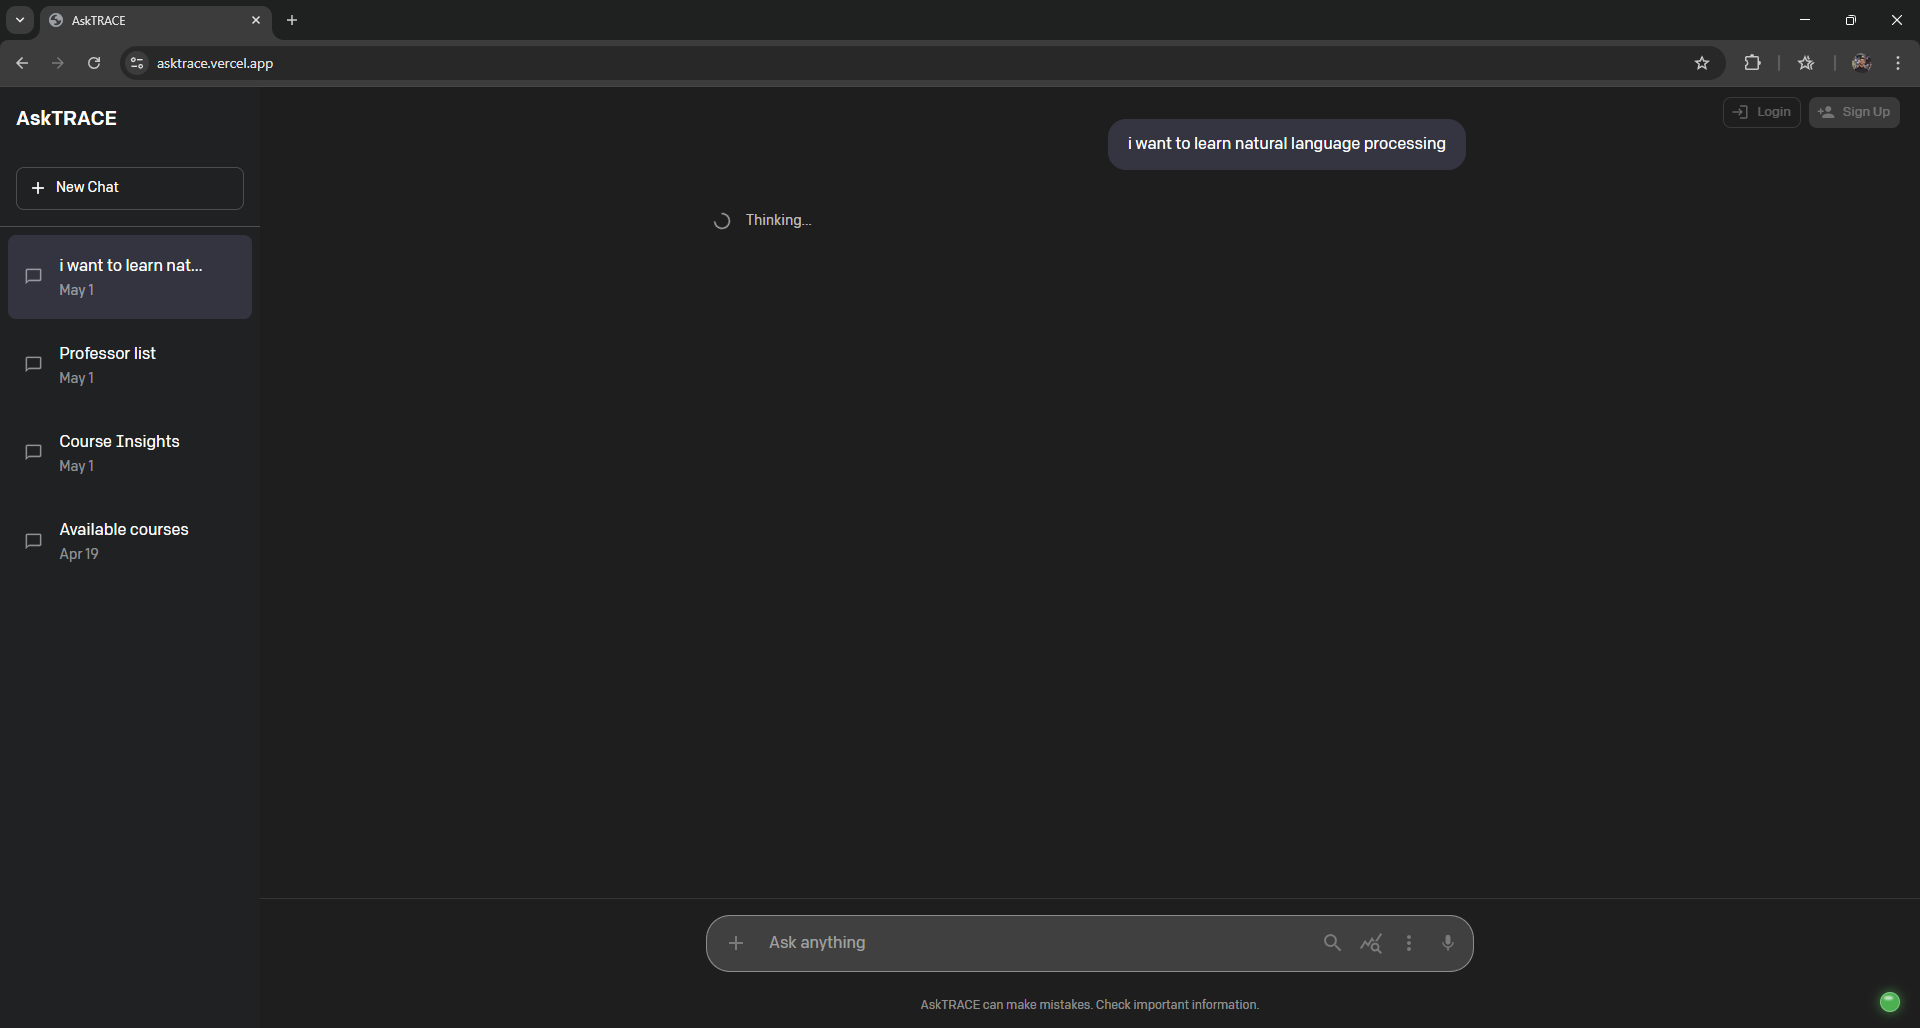 AskTRACE
asktrace.vercel.app
AskTRACE
Login
Sign Up
New Chat
i want to learn nat...
May 1
Professor list
May 1
Course Insights
May 1
Available courses
Apr 19
i want to learn natural language processing
Thinking...
Ask anything
AskTRACE can make mistakes. Check important information.